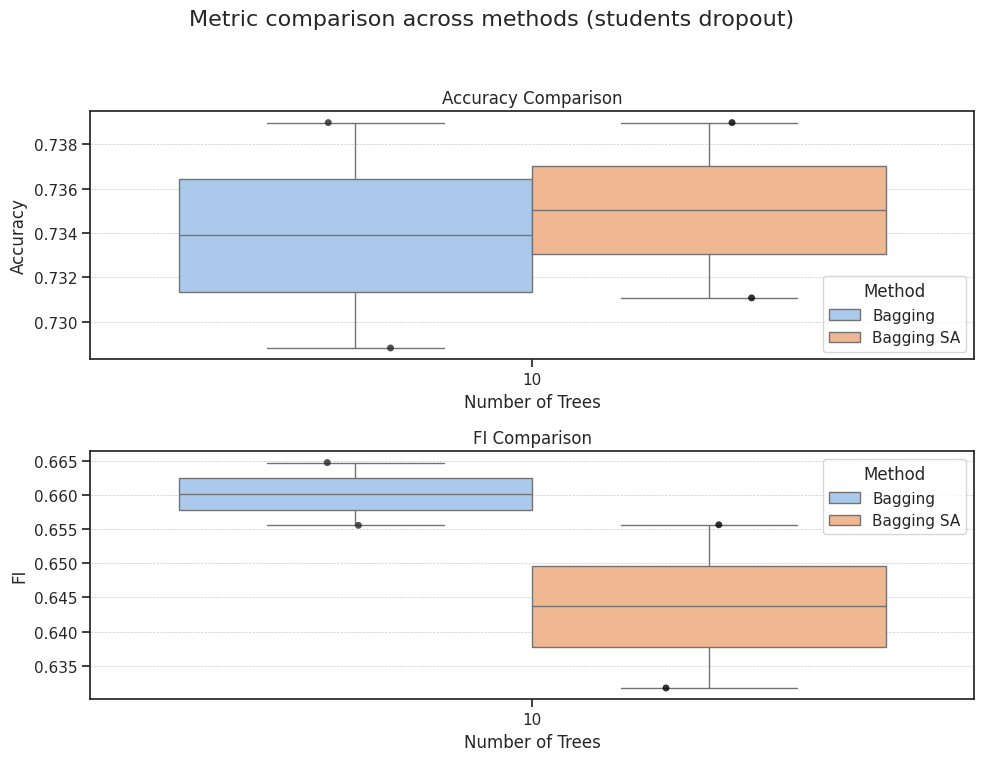 Metric comparison across methods (students dropout)
Accuracy Comparison
Accuracy
0.738
0.736
0.734
0.732
0.730
Method
Bagging
Bagging SA
10
Number of Trees
FI Comparison
FI
0.665
0.660
0.655
0.650
0.645
0.640
0.635
Method
Bagging
Bagging SA
10
Number of Trees